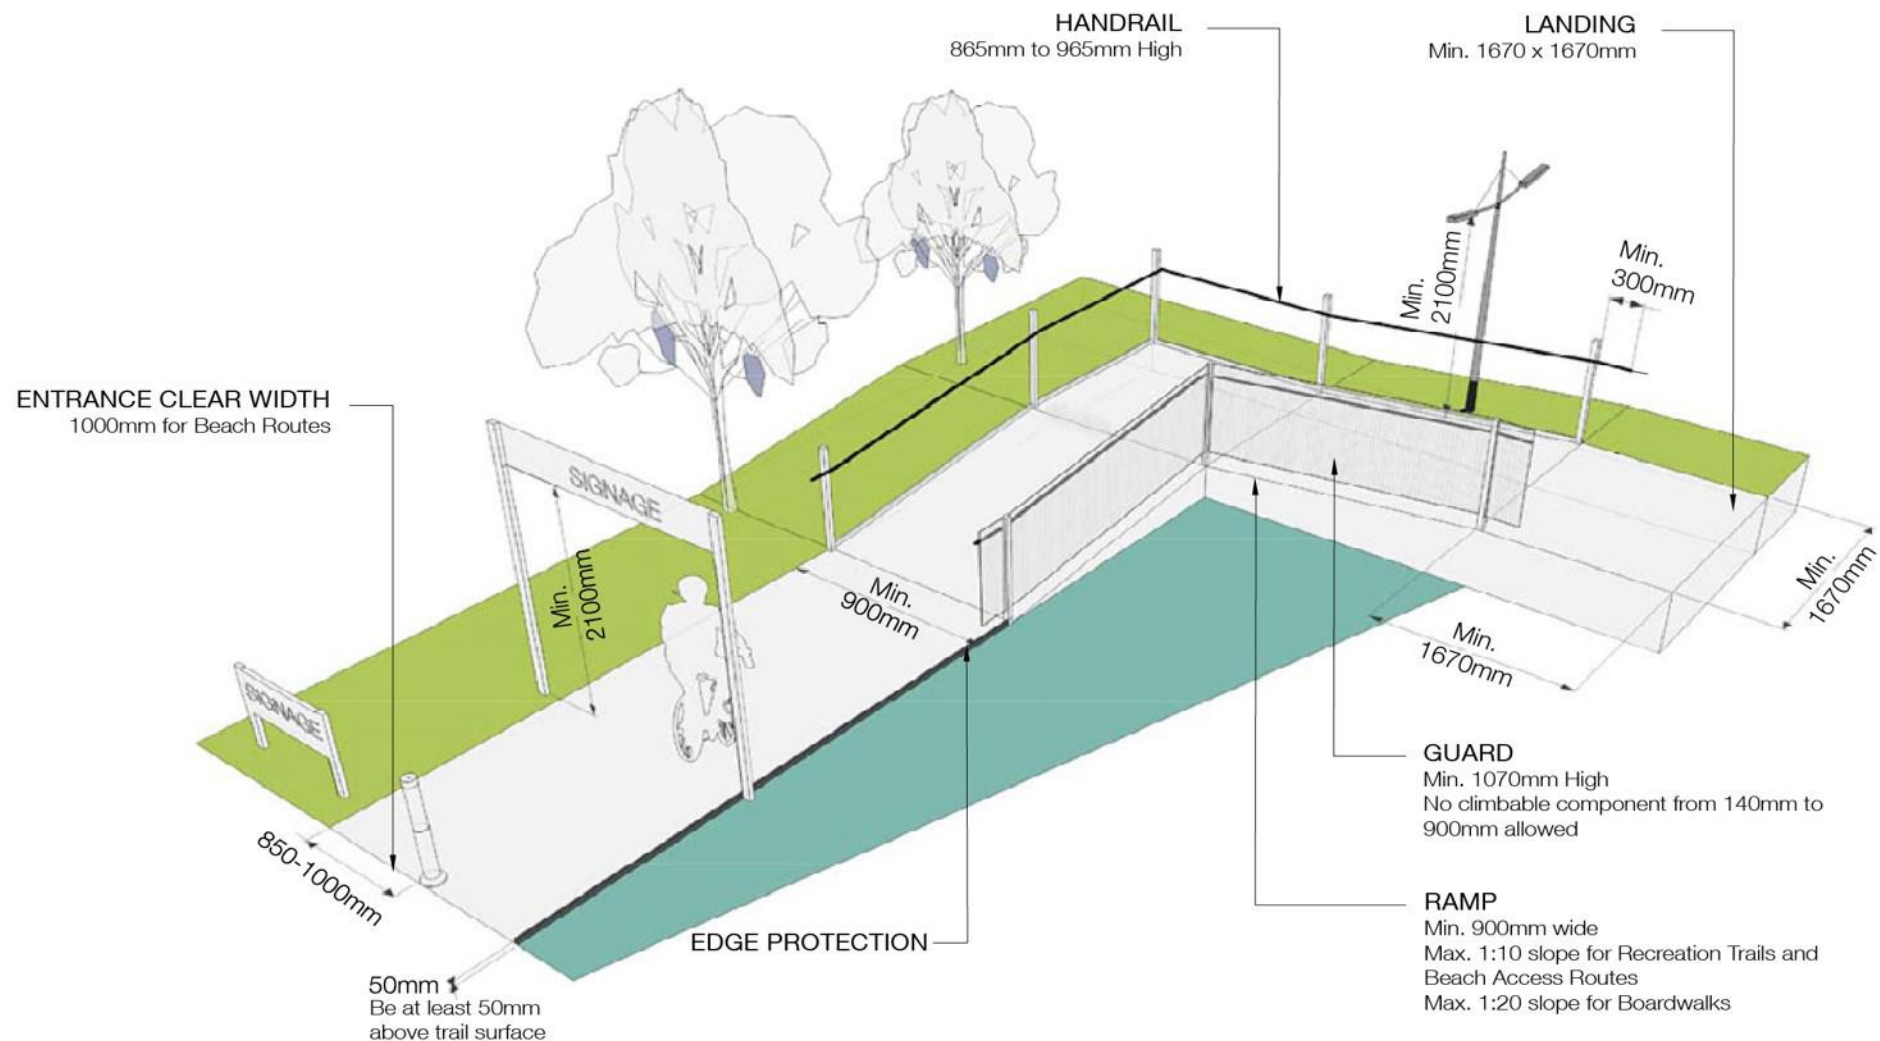 HANDRAIL
865mm to 965mm High
LANDING
Min. 1670 x 1670mm
Min.
2100mm
Min.
300mm
ENTRANCE CLEAR WIDTH
1000mm for Beach Routes
SIGNAGE
Min.
2100mm
Min.
900mm
SIGNAGE
Min.
1670mm
Min.
1670mm
850-1000mm
GUARD
Min. 1070mm High
No climbable component from 140mm to
900mm allowed
RAMP
Min. 900mm wide
Max. 1:10 slope for Recreation Trails and
Beach Access Routes
Max. 1:20 slope for Boardwalks
EDGE PROTECTION
50mm
Be at least 50mm
above trail surface